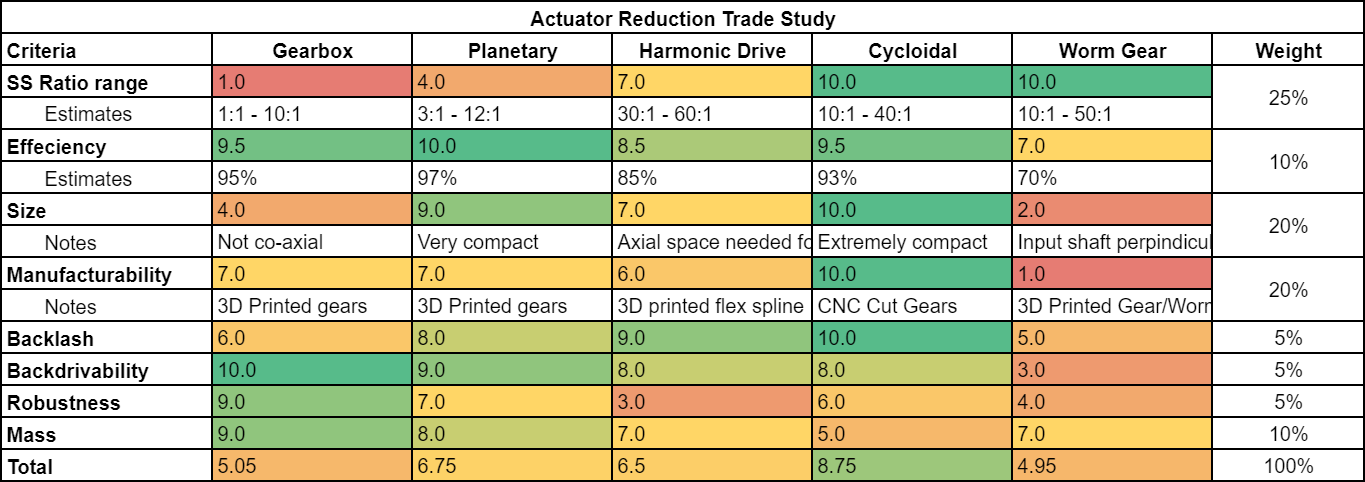 Actuator Reduction Trade Study
Criteria Gearbox Planetary Harmonic Drive Cycloidal Worm Gear Weight
SS Ratio range 1.0 4.0 7.0 10.0 10.0 25%
Estimates 1:1 - 10:1 3:1 - 12:1 30:1 - 60:1 10:1 - 40:1 10:1 - 50:1
Effeciency 9.5 10.0 8.5 9.5 7.0 10%
Estimates 95% 97% 85% 93% 70%
Size 4.0 9.0 7.0 10.0 2.0 20%
Notes Not co-axial Very compact Axial space needed fo Extremely compact Input shaft perpindicul
Manufacturability 7.0 7.0 6.0 10.0 1.0 20%
Notes 3D Printed gears 3D Printed gears 3D printed flex spline CNC Cut Gears 3D Printed Gear/Worm
Backlash 6.0 8.0 9.0 10.0 5.0 5%
Backdrivability 10.0 9.0 8.0 8.0 3.0 5%
Robustness 9.0 7.0 3.0 6.0 4.0 5%
Mass 9.0 8.0 7.0 5.0 7.0 10%
Total 5.05 6.75 6.5 8.75 4.95 100%